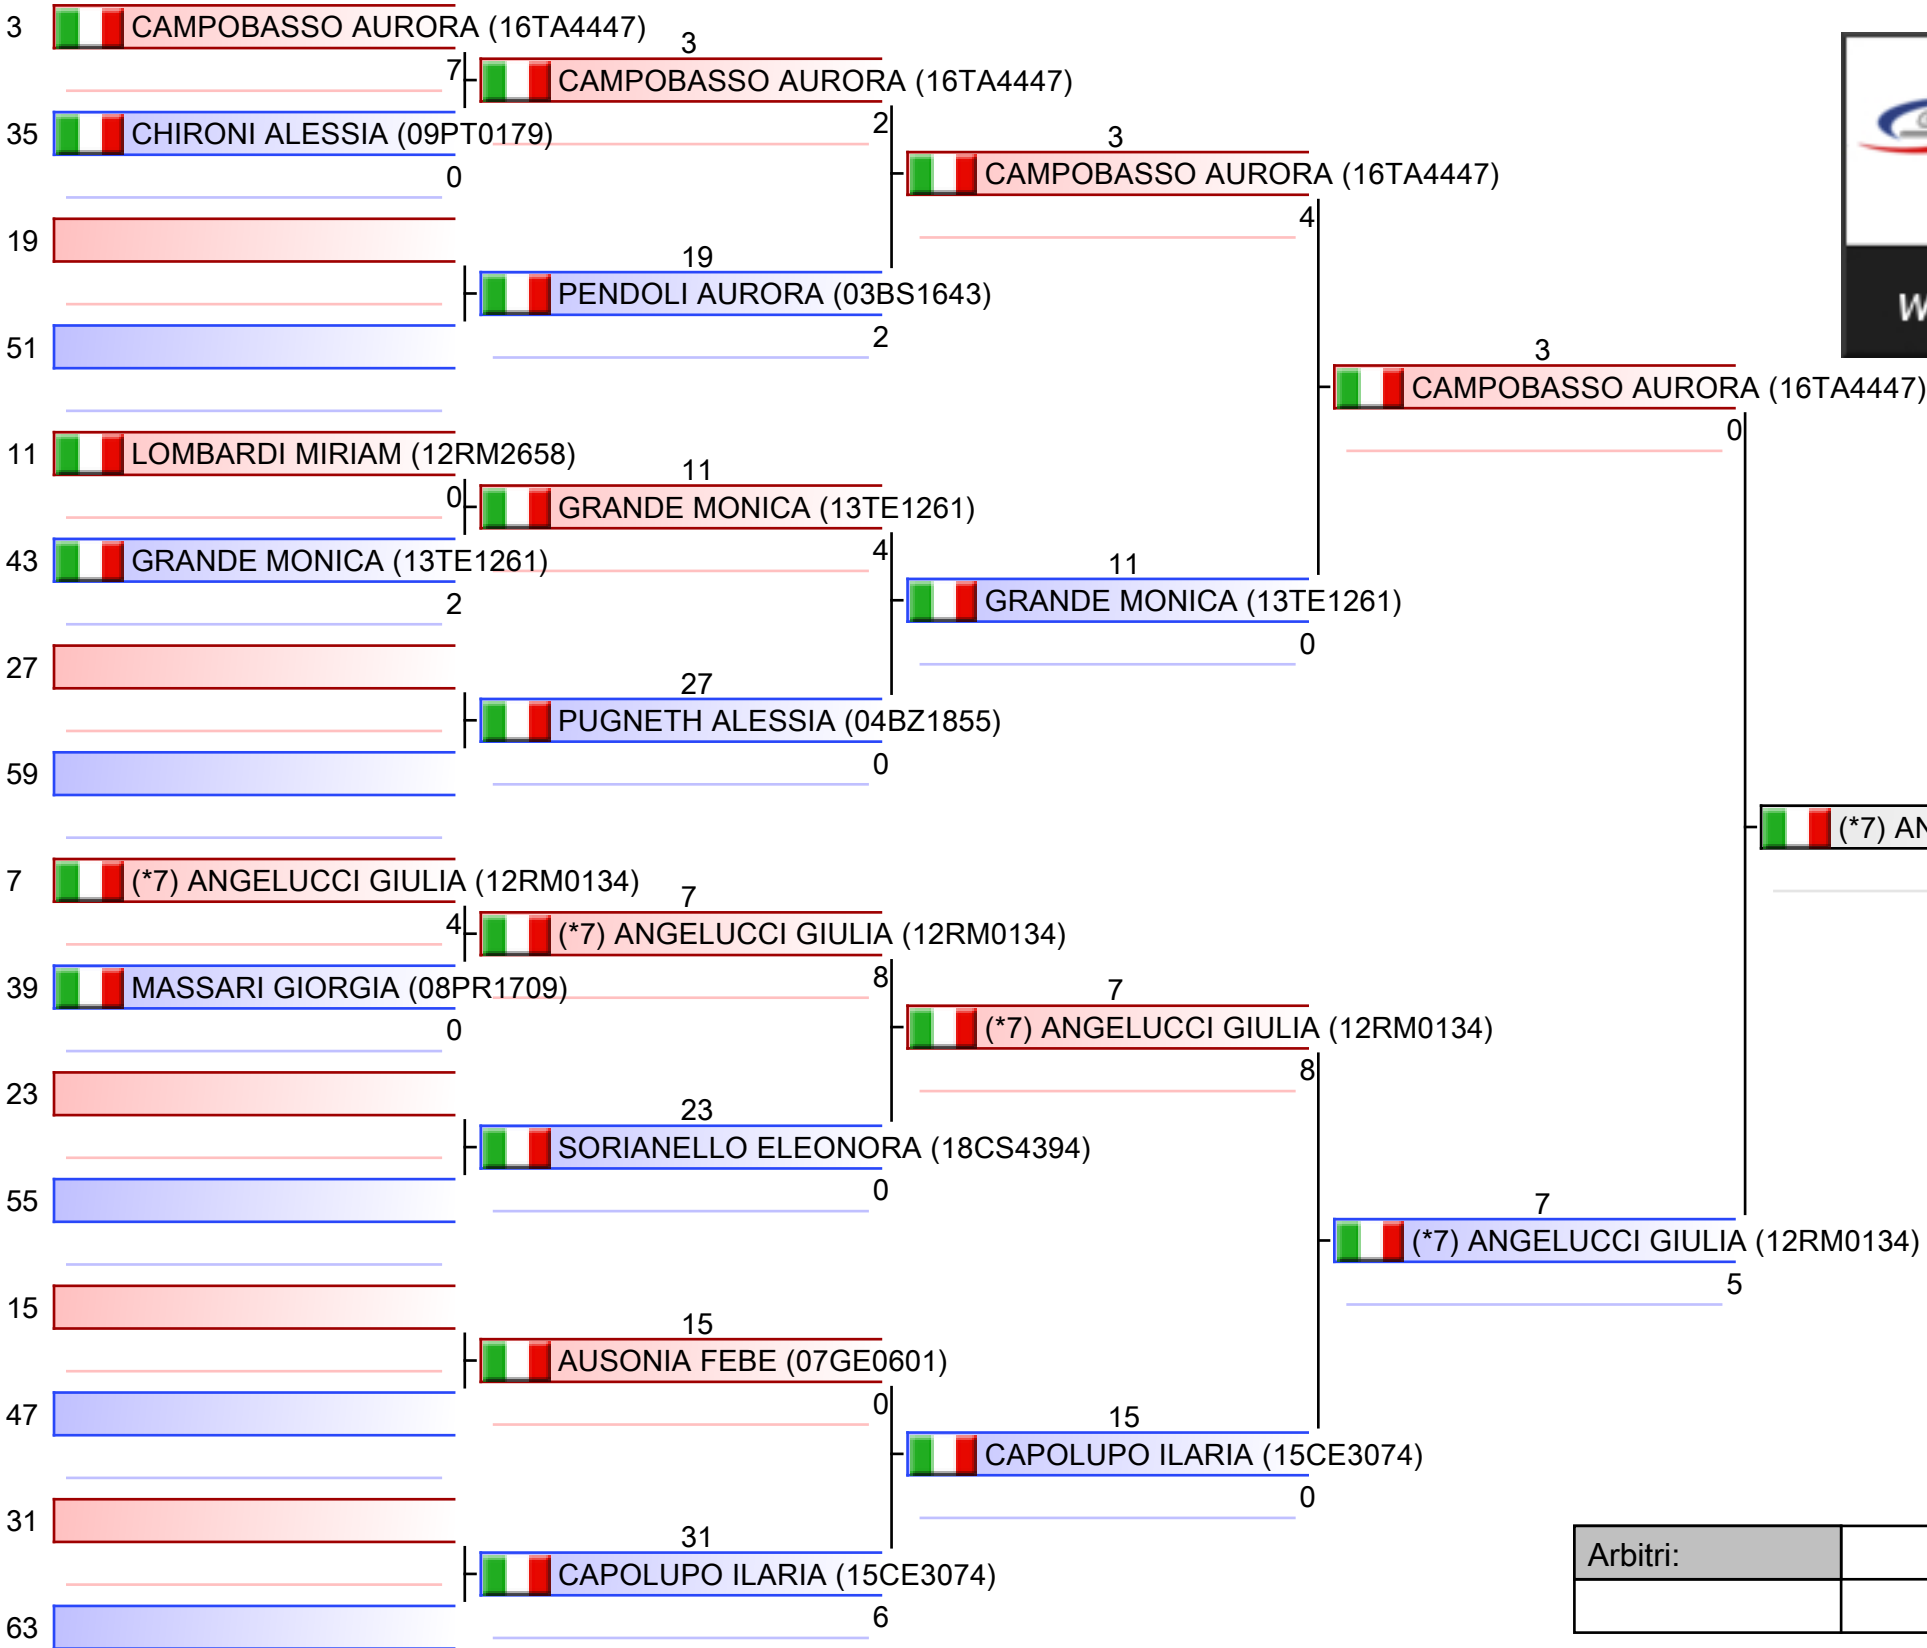 3 CAMPOBASSO AURORA (16TA4447)
3
7 CAMPOBASSO AURORA (16TA4447)
35 CHIRONI ALESSIA (09PT0179)
2
3
0
CAMPOBASSO AURORA (16TA4447)
4
19
19
PENDOLI AURORA (03BS1643)
2
51
W
3
CAMPOBASSO AURORA (16TA4447)
0
11 LOMBARDI MIRIAM (12RM2658)
11
0 GRANDE MONICA (13TE1261)
43 GRANDE MONICA (13TE1261)
4
11
2
GRANDE MONICA (13TE1261)
0
27
27
PUGNETH ALESSIA (04BZ1855)
0
59
(*7) AN
7 (*7) ANGELUCCI GIULIA (12RM0134)
7
4 (*7) ANGELUCCI GIULIA (12RM0134)
39 MASSARI GIORGIA (08PR1709)
8
7
0
(*7) ANGELUCCI GIULIA (12RM0134)
8
23
23
SORIANELLO ELEONORA (18CS4394)
0
55
7
(*7) ANGELUCCI GIULIA (12RM0134)
5
15
15
AUSONIA FEBE (07GE0601)
0
47
15
CAPOLUPO ILARIA (15CE3074)
0
31
31
CAPOLUPO ILARIA (15CE3074)
6
63
Arbitri: